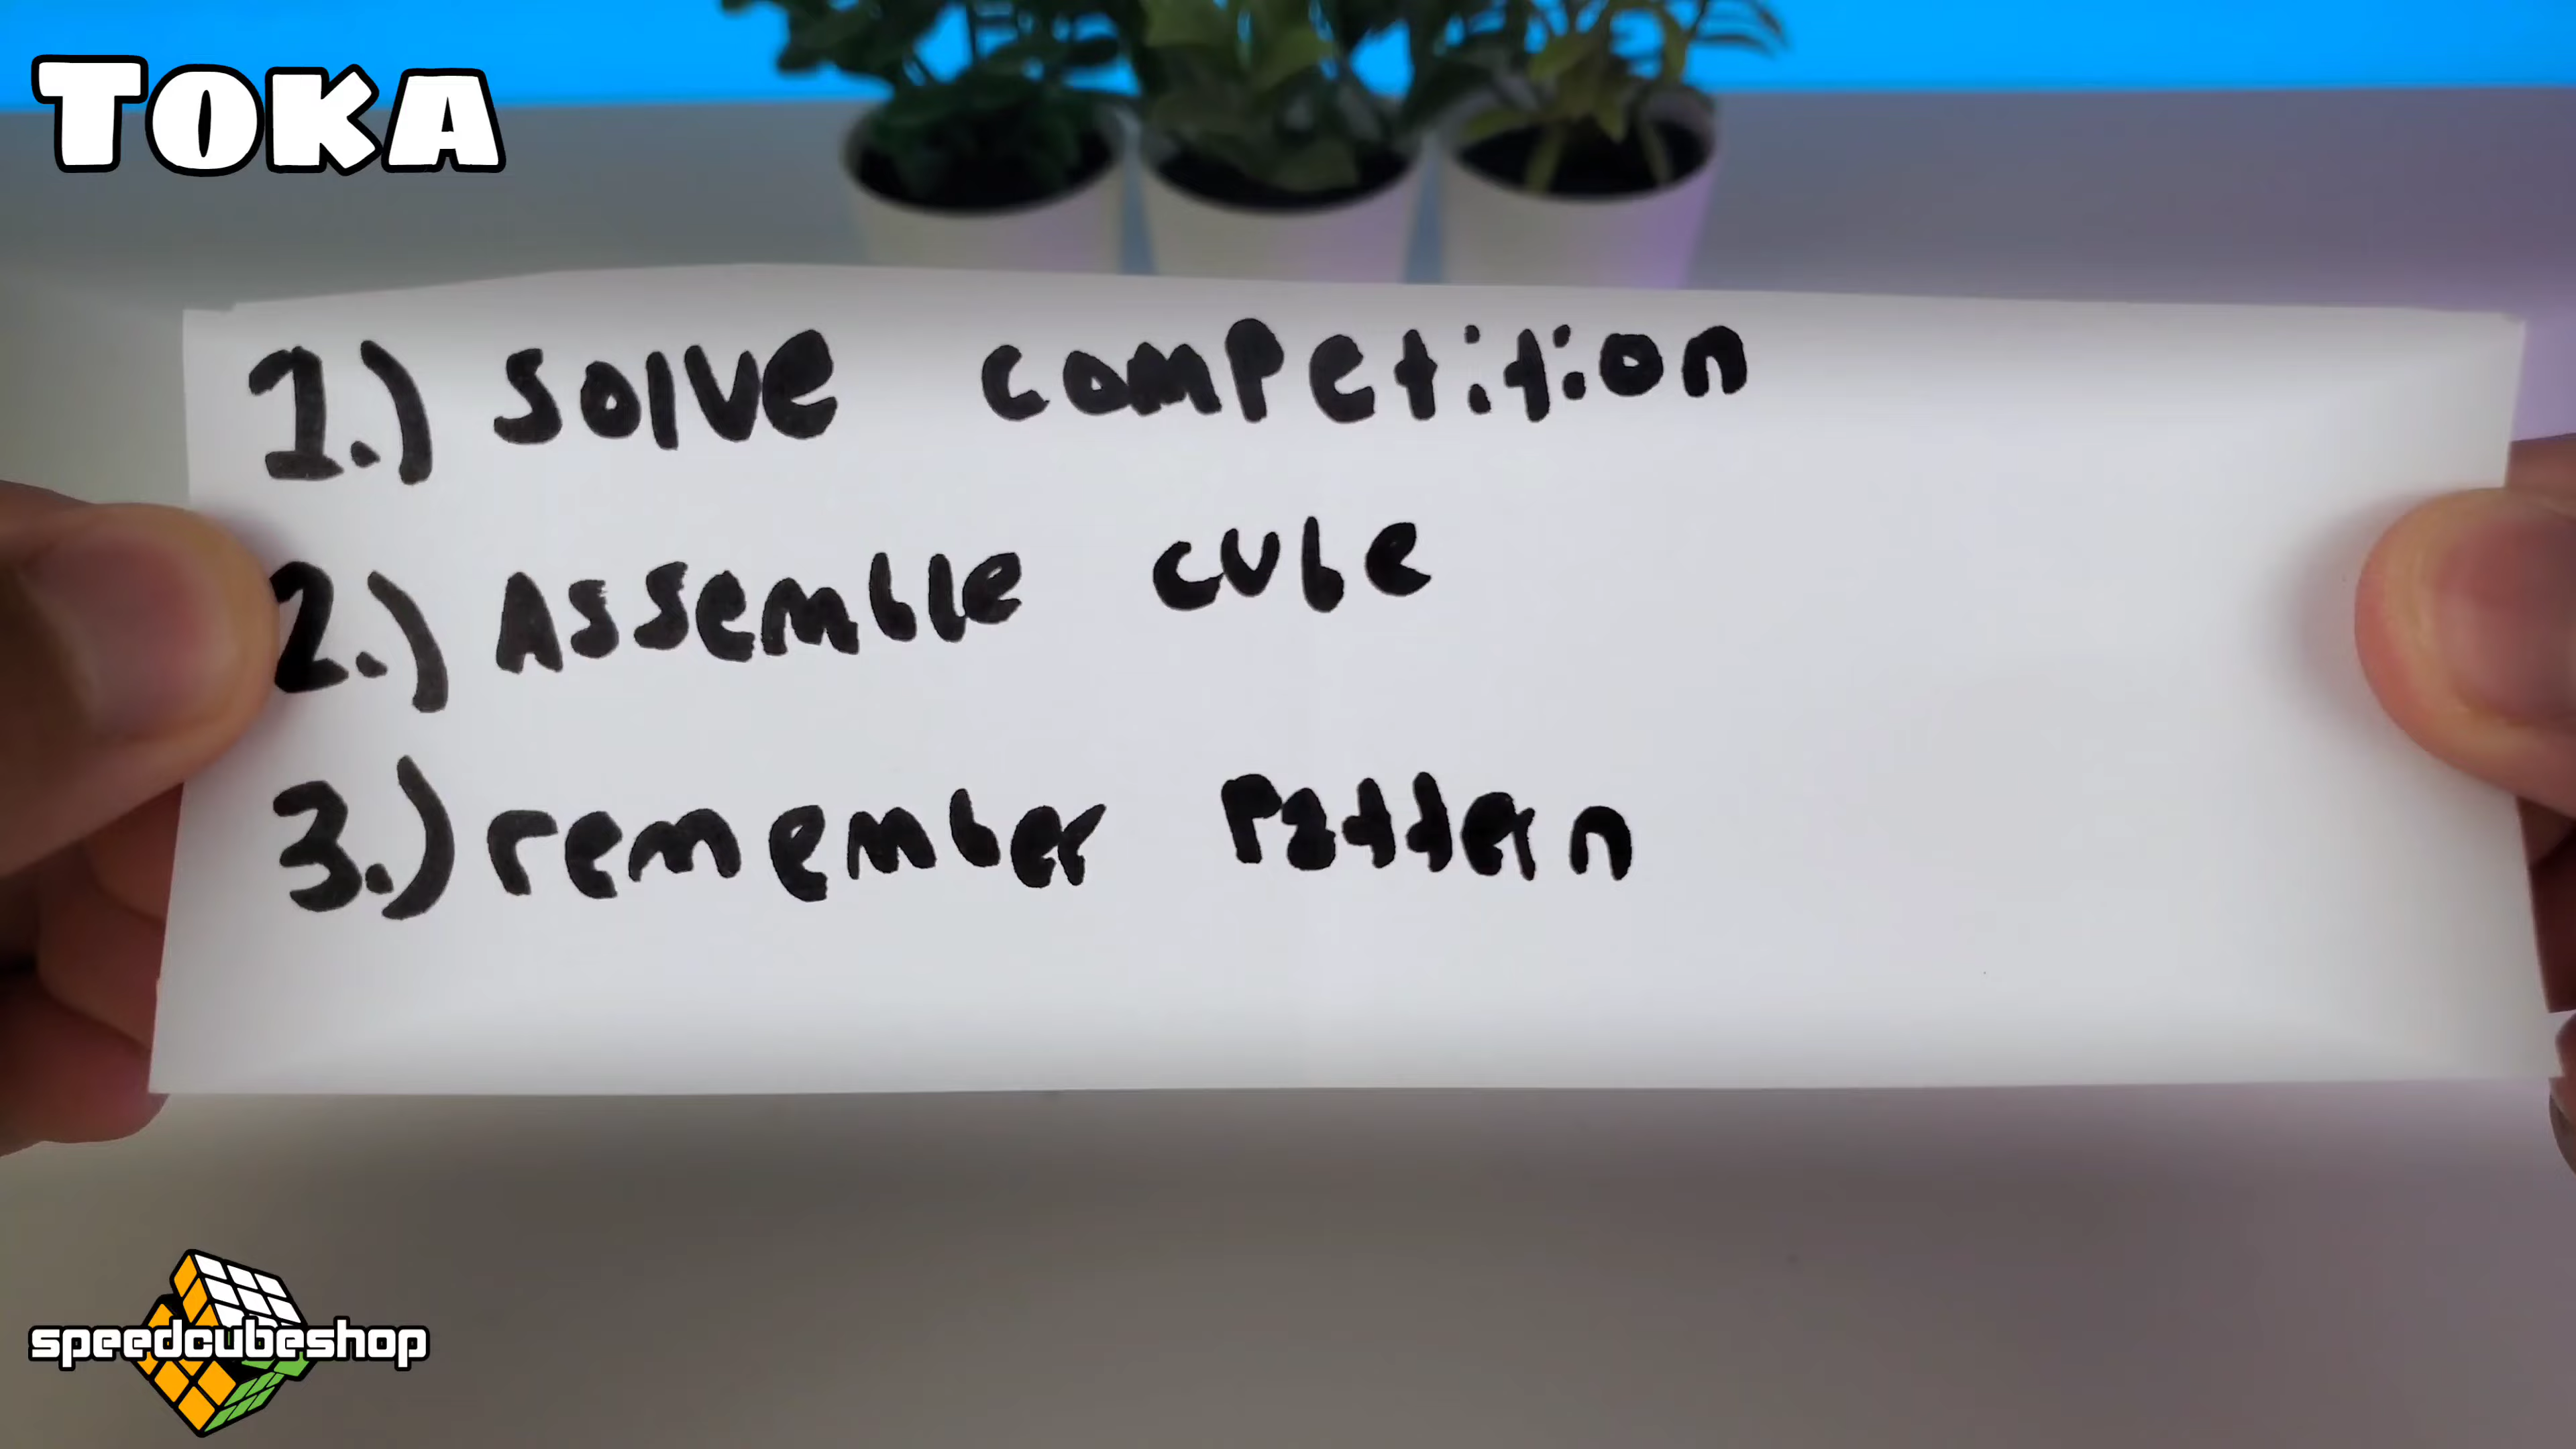 TOKA
1.) solve competition
2.) Assemble cube
3.) remember pattern
speedcubeshop